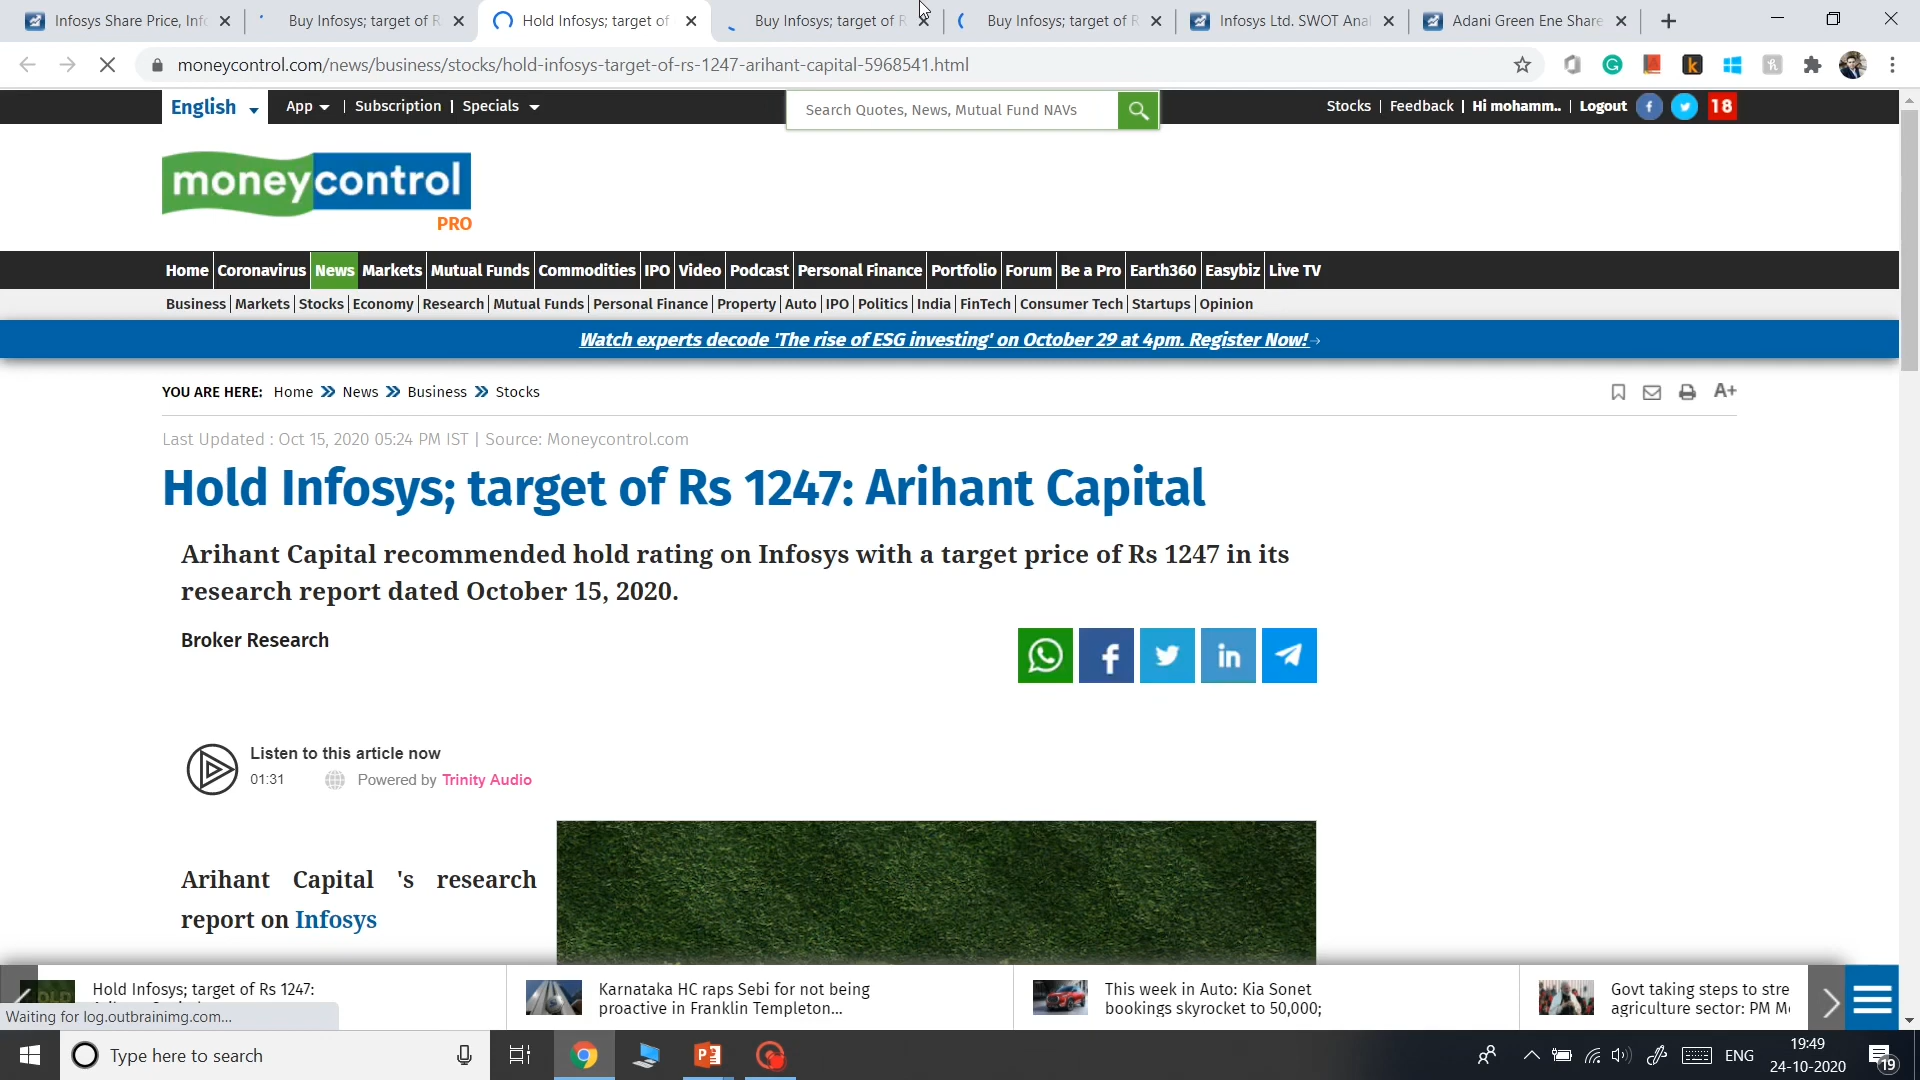 Infosys Share Price, Info
Buy Infosys; target of R
Hold Infosys; target of
Buy Infosys; target of R
Buy Infosys; target of R
Infosys Ltd. SWOT Anal
Adani Green Ene Share
moneycontrol.com/news/business/stocks/hold-infosys-target-of-rs-1247-arihant-capital-5968541.html
English
App | Subscription | Specials
Search Quotes, News, Mutual Fund NAVs
Stocks | Feedback | Hi mohamm.. | Logout
18
moneycontrol
PRO
Home Coronavirus News Markets Mutual Funds Commodities IPO Video Podcast Personal Finance Portfolio Forum Be a Pro Earth360 Easybiz Live TV
Business | Markets | Stocks | Economy | Research | Mutual Funds | Personal Finance | Property | Auto | IPO | Politics | India | FinTech | Consumer Tech | Startups | Opinion
Watch experts decode 'The rise of ESG investing' on October 29 at 4pm. Register Now!→
YOU ARE HERE: Home » News » Business » Stocks
A+
Last Updated : Oct 15, 2020 05:24 PM IST | Source: Moneycontrol.com
Hold Infosys; target of Rs 1247: Arihant Capital
Arihant Capital recommended hold rating on Infosys with a target price of Rs 1247 in its
research report dated October 15, 2020.
Broker Research
Listen to this article now
01:31 Powered by Trinity Audio
Arihant Capital 's research
report on Infosys
Hold Infosys; target of Rs 1247:
Karnataka HC raps Sebi for not being
proactive in Franklin Templeton...
This week in Auto: Kia Sonet
bookings skyrocket to 50,000;
Govt taking steps to stre
agriculture sector: PM Mo
Waiting for log.outbrainimg.com...
Type here to search
ENG
19:49
24-10-2020
19